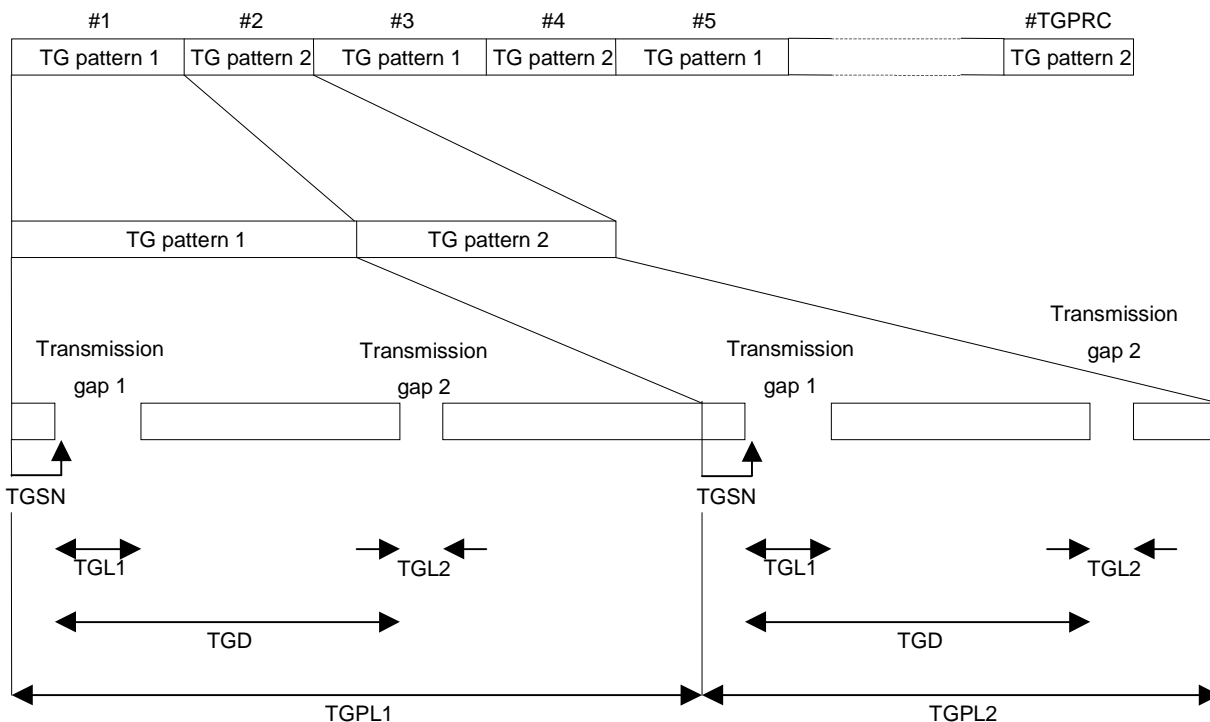 #1 #2 #3 #4 #5 #TGPRC
TG pattern 1 TG pattern 2 TG pattern 1 TG pattern 2 TG pattern 1 TG pattern 2
TG pattern 1 TG pattern 2
Transmission
gap 1
Transmission
gap 2
Transmission
gap 1
Transmission
gap 2
TGSN TGSN
TGL1 TGL2 TGL1 TGL2
TGD TGD
TGPL1 TGPL2